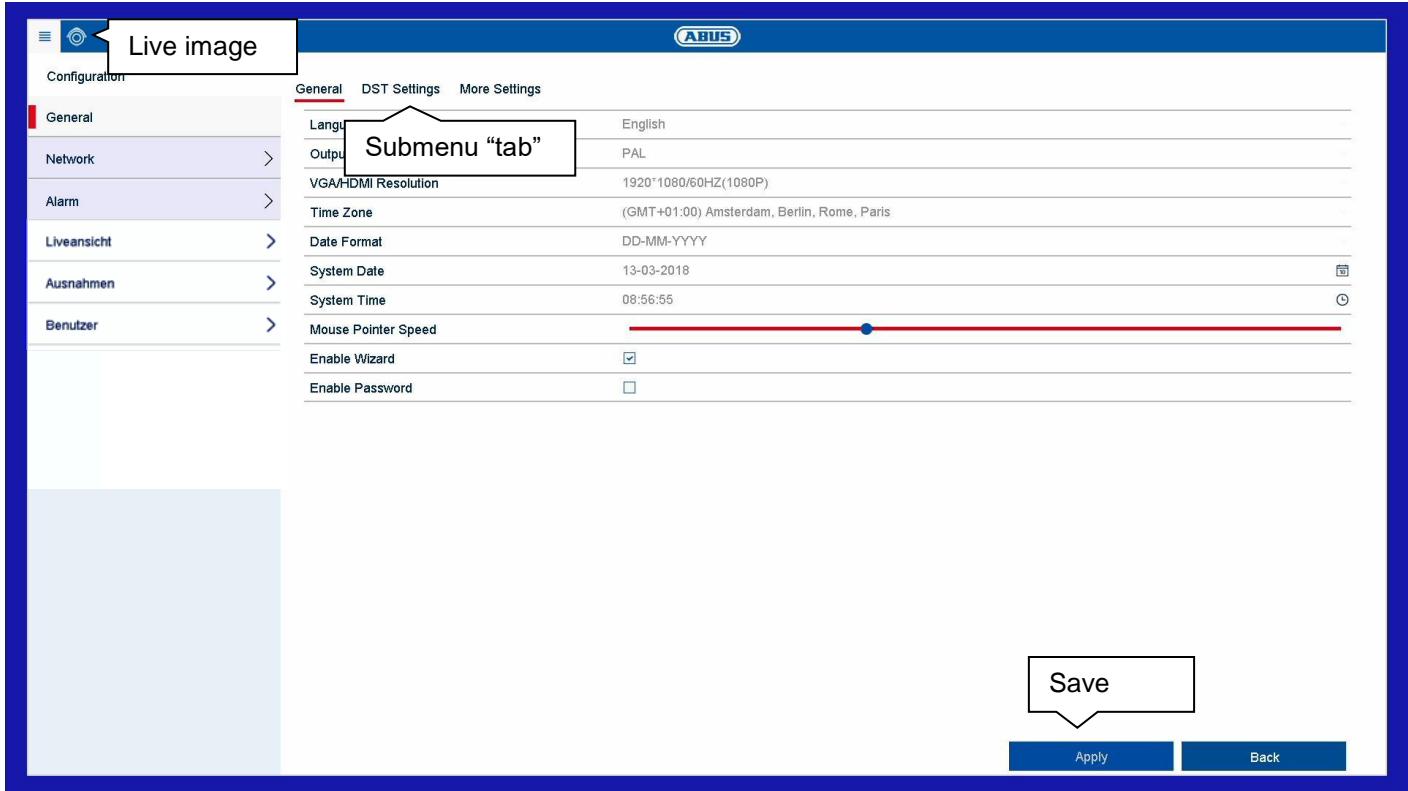 Live image
ABUS
Configuration
General DST Settings More Settings
General
Langu English
Submenu “tab”
Network
Outpu PAL
VGA/HDMI Resolution 1920*1080/60HZ(1080P)
Alarm
Time Zone (GMT+01:00) Amsterdam, Berlin, Rome, Paris
Liveansicht
Date Format DD-MM-YYYY
System Date 13-03-2018
Ausnahmen
System Time 08:56:55
Benutzer
Mouse Pointer Speed
Enable Wizard
Enable Password
Save
Apply Back